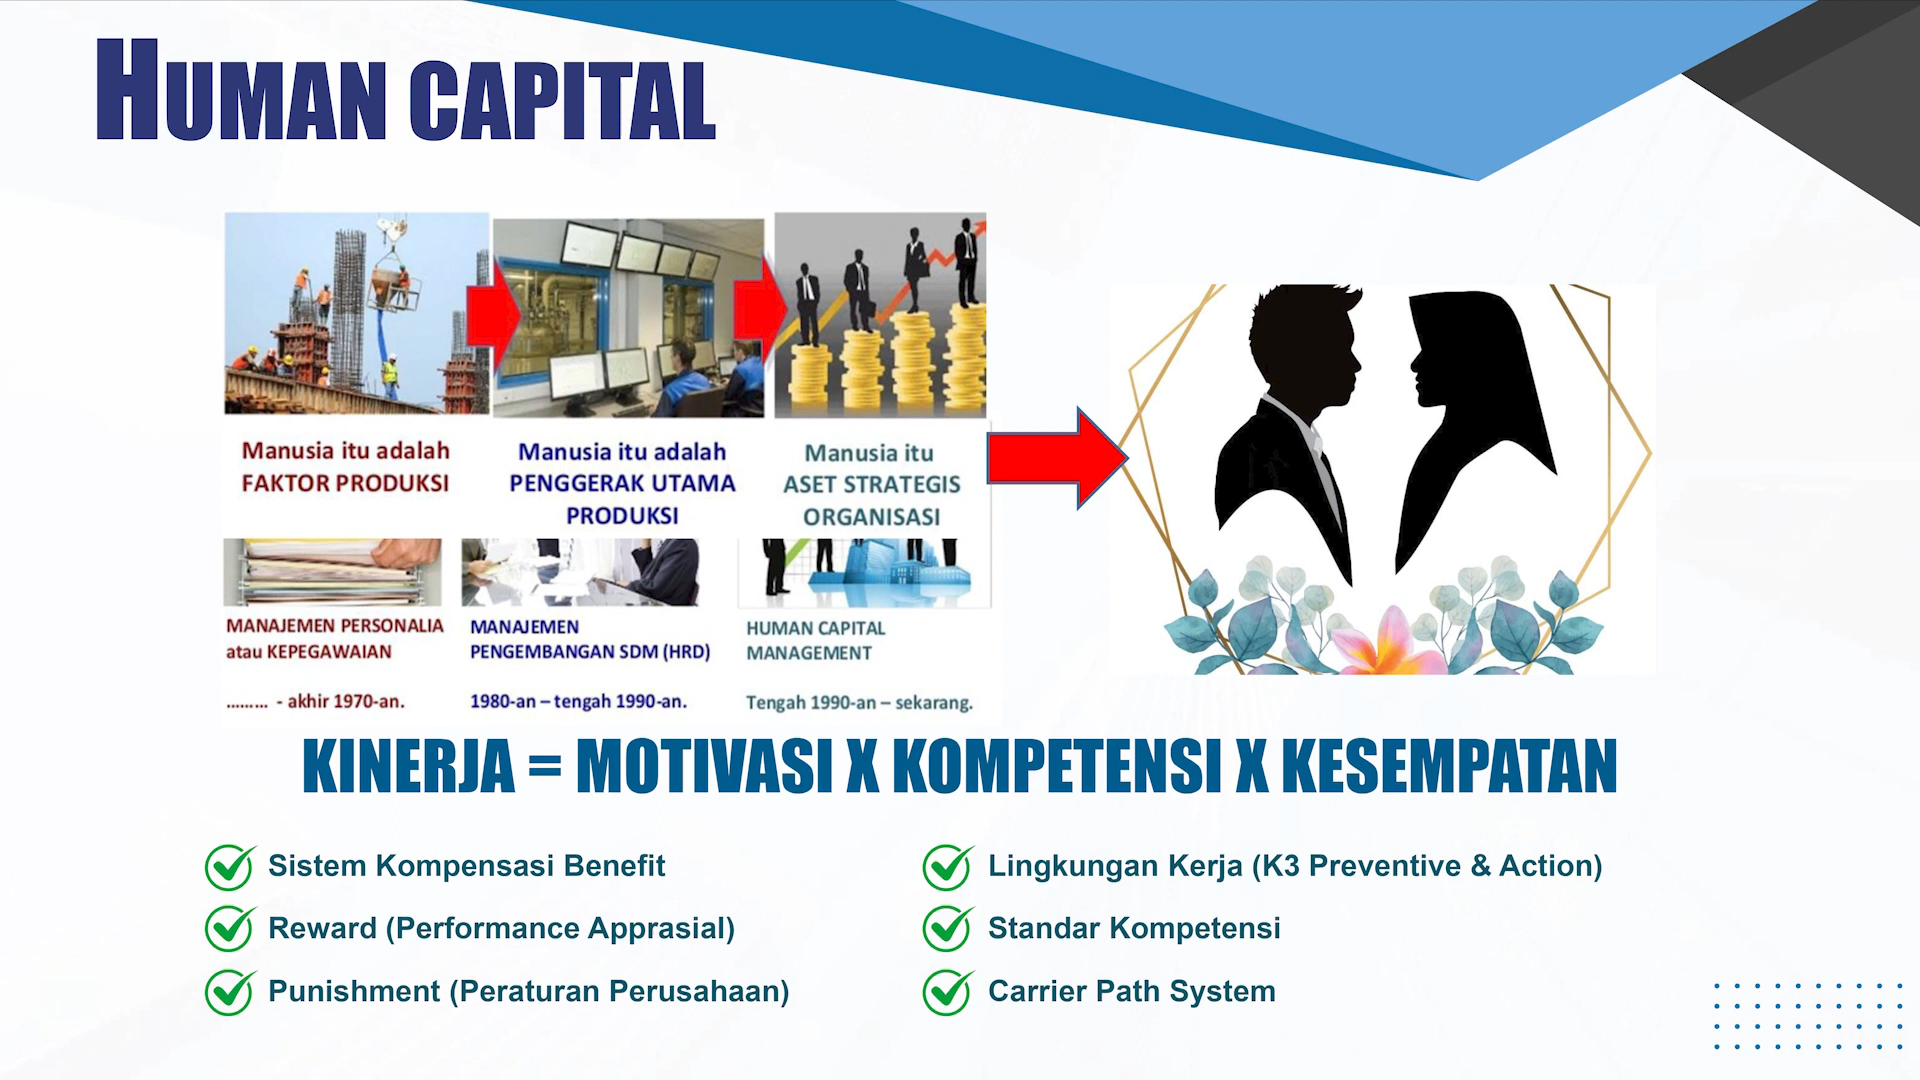 HUMAN CAPITAL
Manusia itu adalah
FAKTOR PRODUKSI
Manusia itu adalah
PENGGERAK UTAMA
PRODUKSI
Manusia itu
ASET STRATEGIS
ORGANISASI
MANAJEMEN PERSONALIA
atau KEPEGAWAIAN
......... - akhir 1970-an.
MANAJEMEN
PENGEMBANGAN SDM (HRD)
1980-an – tengah 1990-an.
HUMAN CAPITAL
MANAGEMENT
Tengah 1990-an – sekarang.
KINERJA = MOTIVASI X KOMPETENSI X KESEMPATAN
Sistem Kompensasi Benefit
Reward (Performance Apprasial)
Punishment (Peraturan Perusahaan)
Lingkungan Kerja (K3 Preventive & Action)
Standar Kompetensi
Carrier Path System